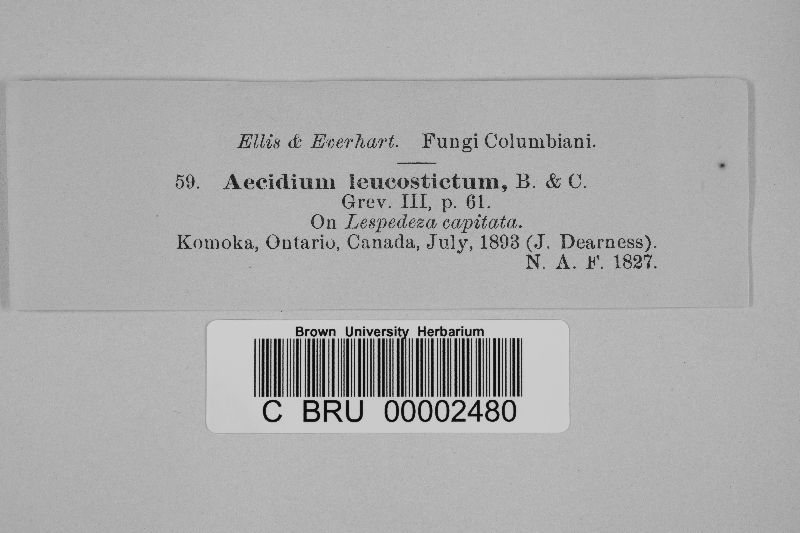 Ellis & Everhart. Fungi Columbiani.
59. Aecidium leucostictum, B. & C.
Grev. III, p. 61.
On Lespedeza capitata.
Komoka, Ontario, Canada, July, 1893 (J. Dearness).
N. A. F. 1827.
Brown University Herbarium
C BRU 00002480